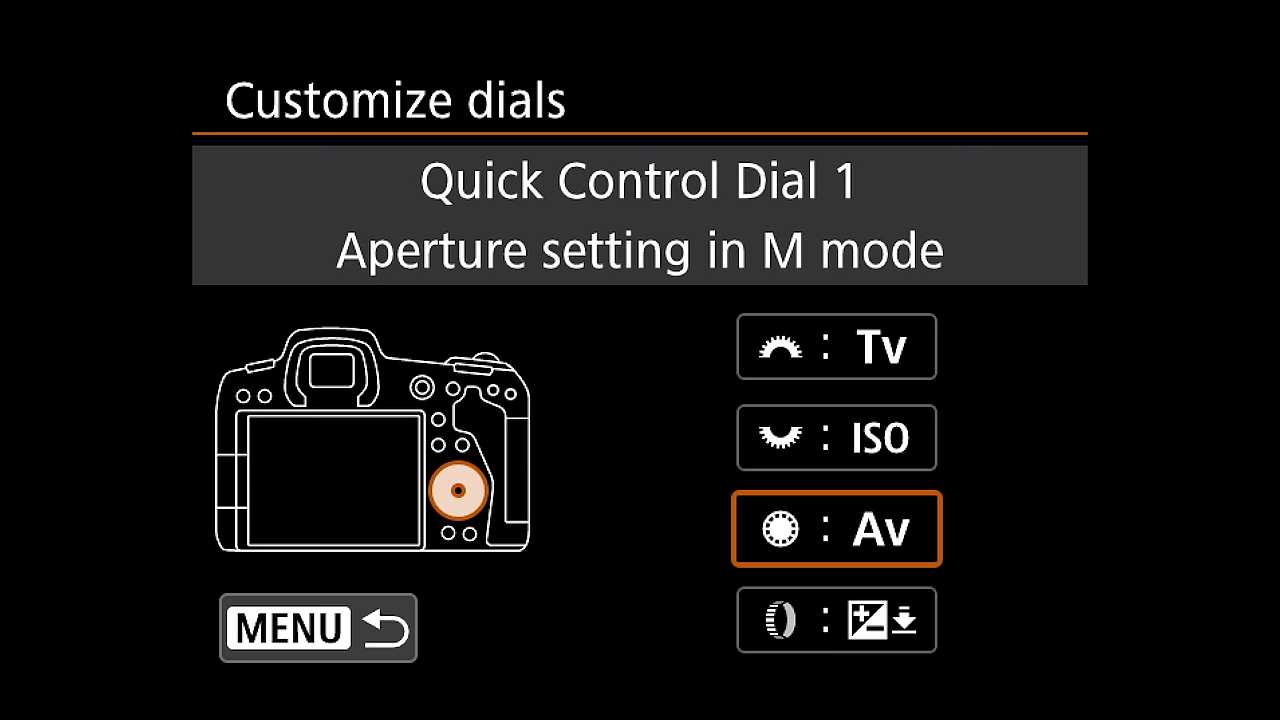 Customize dials
Quick Control Dial 1
Aperture setting in M mode
: Tv
: ISO
: Av
:
MENU